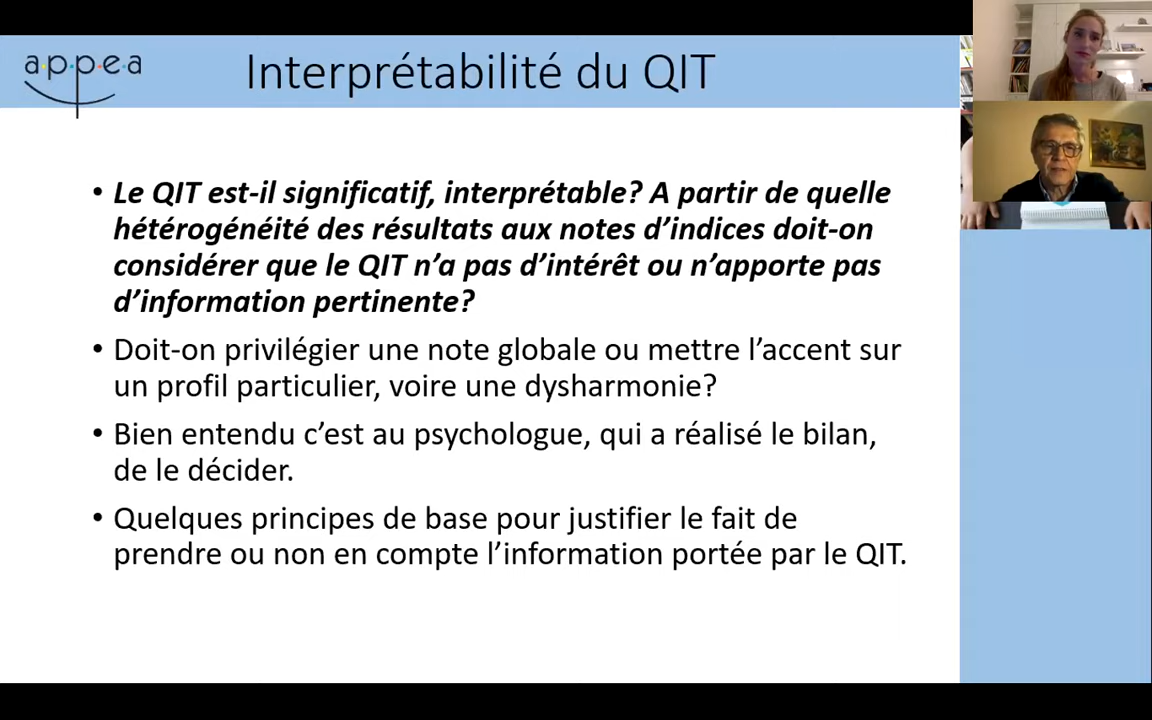 a·p·p·e·a
Interprétabilité du QIT
• Le QIT est-il significatif, interprétable? A partir de quelle
hétérogénéité des résultats aux notes d’indices doit-on
considérer que le QIT n’a pas d’intérêt ou n’apporte pas
d’information pertinente?
• Doit-on privilégier une note globale ou mettre l’accent sur
un profil particulier, voire une dysharmonie?
• Bien entendu c’est au psychologue, qui a réalisé le bilan,
de le décider.
• Quelques principes de base pour justifier le fait de
prendre ou non en compte l’information portée par le QIT.